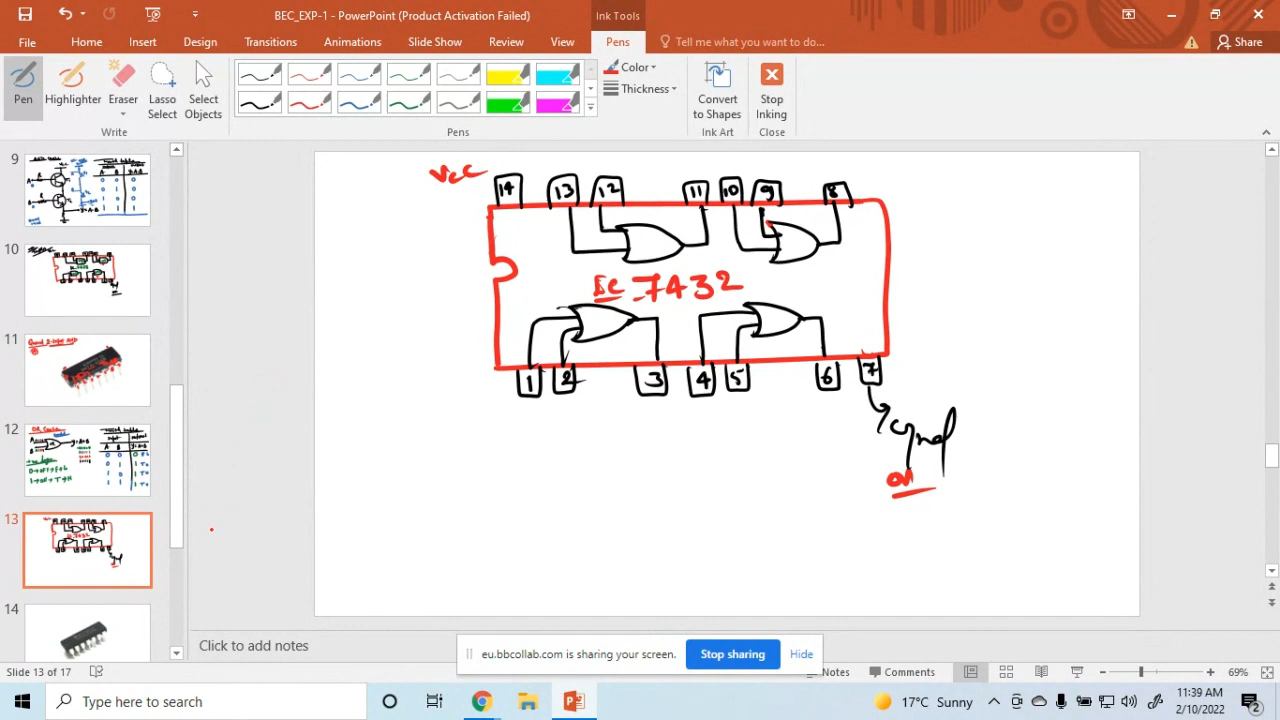 BEC_EXP-1 - PowerPoint (Product Activation Failed)
Ink Tools
File
Home
Insert
Design
Transitions
Animations
Slide Show
Review
View
Pens
Tell me what you want to do...
Share
Pen
Highlighter
Eraser
Lasso Select
Select Objects
Color
Thickness
Convert to Shapes
Stop Inking
Write
Pens
Ink Art
Close
9
10
11
12
13
14
Vcc
14
13
12
11
10
9
8
IC 7432
1
2
3
4
5
6
7
Gnd
0V
Click to add notes
eu.bbcollab.com is sharing your screen.
Stop sharing
Hide
Slide 13 of 17
Notes
Comments
69%
Type here to search
17°C Sunny
11:39 AM
2/10/2022
2